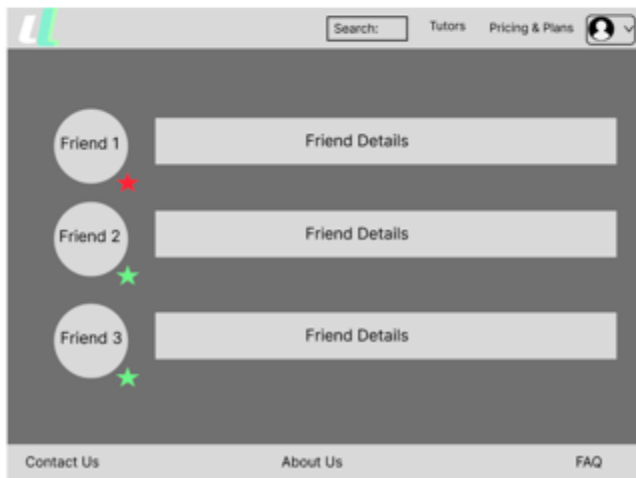 Search: Tutors Pricing & Plans
Friend 1 Friend Details
Friend 2 Friend Details
Friend 3 Friend Details
Contact Us About Us FAQ